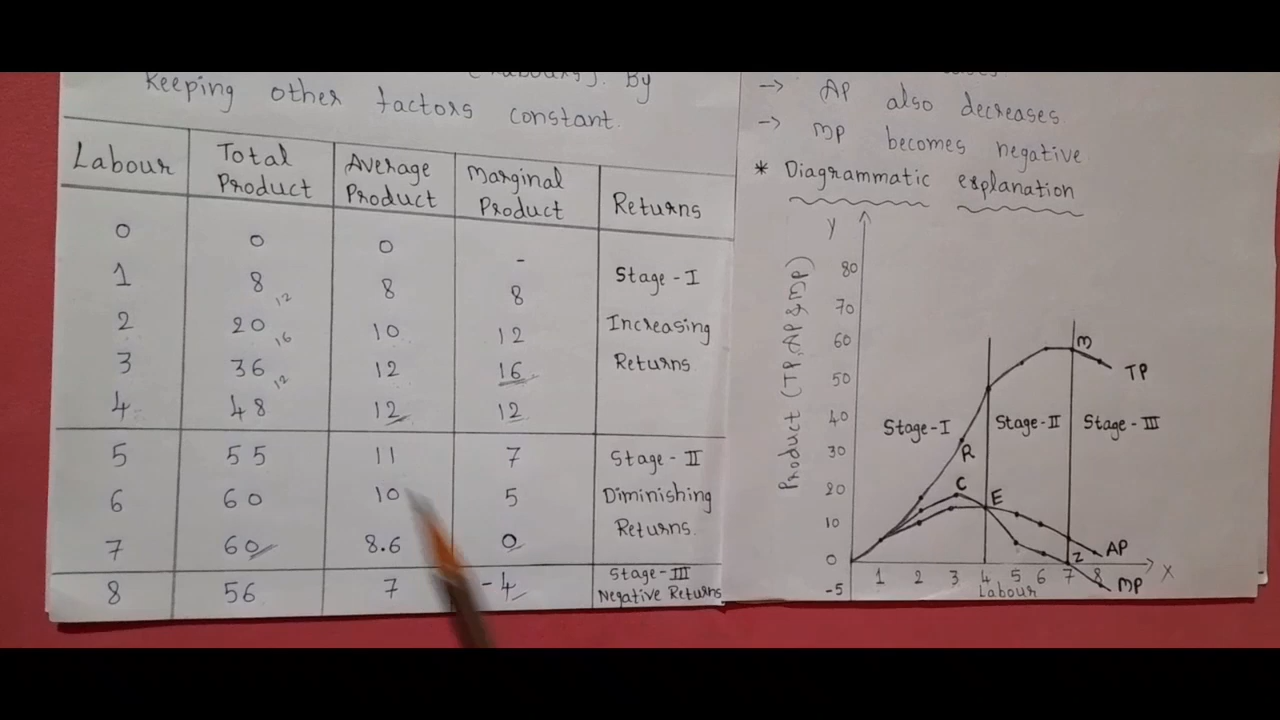 By
Keeping other factors constant.
Labour Total Product Average Product Marginal Product Returns
0 0 0 -
1 8 8 8 Stage-I
12
2 20 10 12 Increasing
16
3 36 12 16 Returns
12
4 48 12 12
5 55 11 7 Stage-II
6 60 10 5 Diminishing
7 60 8.6 0 Returns.
8 56 7 -4 Stage-III
Negative Returns
→ AP also decreases.
→ MP becomes negative.
* Diagrammatic explanation
Y
Product (TP, AP & MP)
80
70
60
50
40
30
20
10
0
-5
M
TP
Stage-I Stage-II Stage-III
R
C
E
AP
Z
1 2 3 4 5 6 7 8 X
Labour
MP